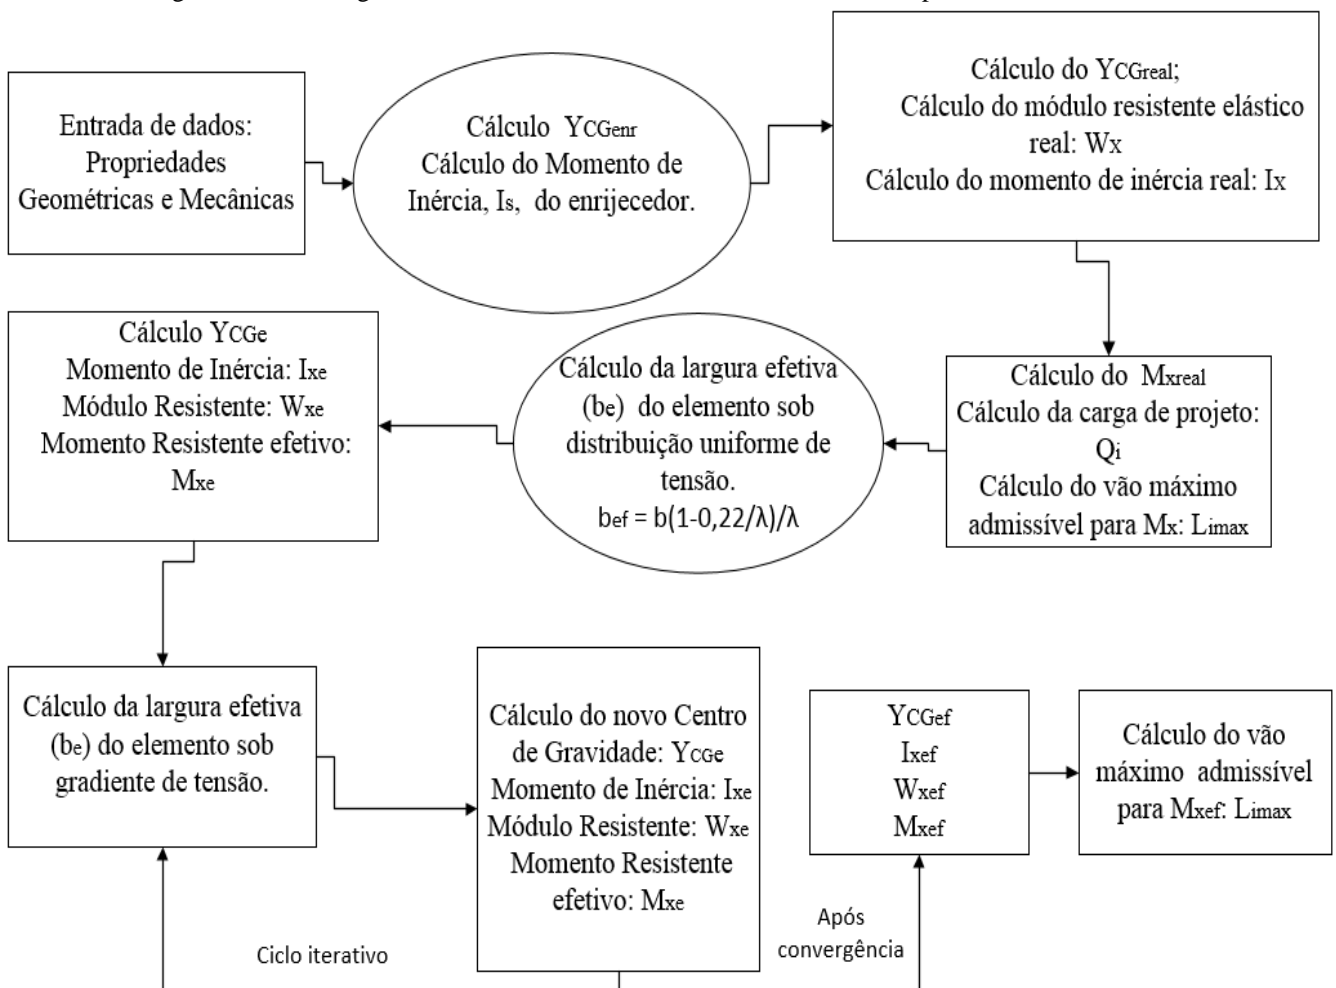 Entrada de dados:
Propriedades
Geométricas e Mecânicas
Cálculo YCGenr
Cálculo do Momento de
Inércia, Is, do enrijecedor.
Cálculo do YCGreal;
Cálculo do módulo resistente elástico
real: Wx
Cálculo do momento de inércia real: Ix
Cálculo do Mxreal
Cálculo da carga de projeto:
Qi
Cálculo do vão máximo
admissível para Mx: Limax
Cálculo da largura efetiva
(be) do elemento sob
distribuição uniforme de
tensão.
bef = b(1-0,22/λ)/λ
Cálculo YCGe
Momento de Inércia: Ixe
Módulo Resistente: Wxe
Momento Resistente efetivo:
Mxe
Cálculo da largura efetiva
(be) do elemento sob
gradiente de tensão.
Cálculo do novo Centro
de Gravidade: YCGe
Momento de Inércia: Ixe
Módulo Resistente: Wxe
Momento Resistente
efetivo: Mxe
YCGef
Ixef
Wxef
Mxef
Cálculo do vão
máximo admissível
para Mxef: Limax
Ciclo iterativo
Após
convergência